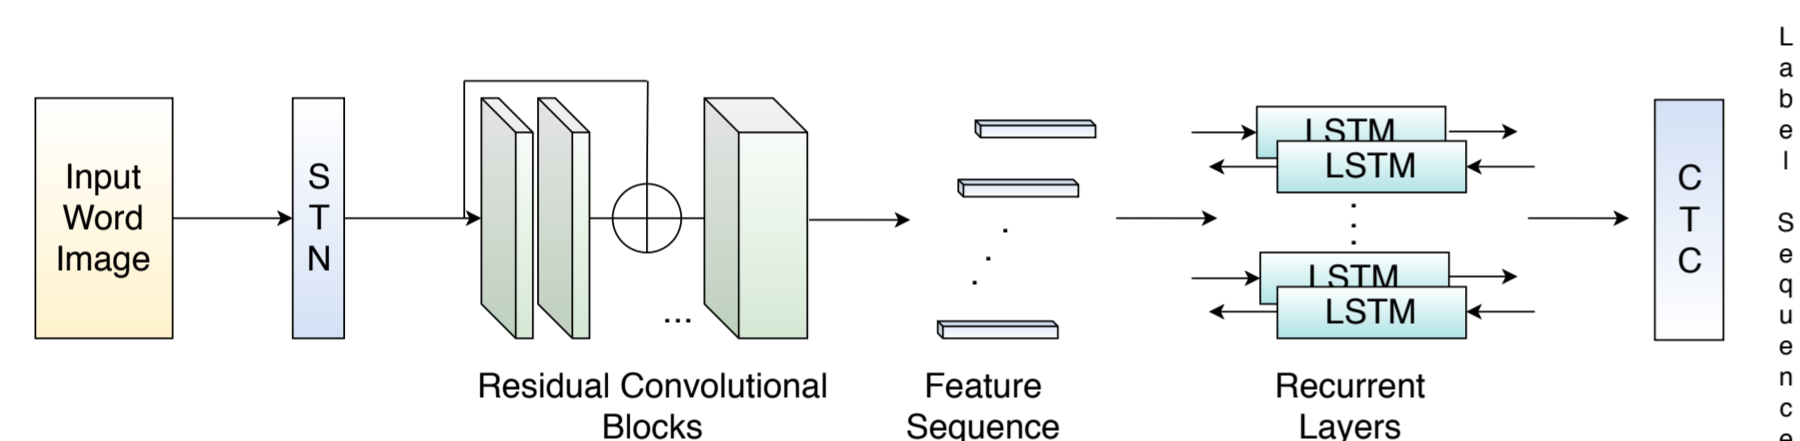 Input
Word
Image
S
T
N
...
Residual Convolutional
Blocks
Feature
Sequence
LSTM
LSTM
LSTM
LSTM
Recurrent
Layers
C
T
C
L
a
b
e
l
S
e
q
u
e
n
c
e